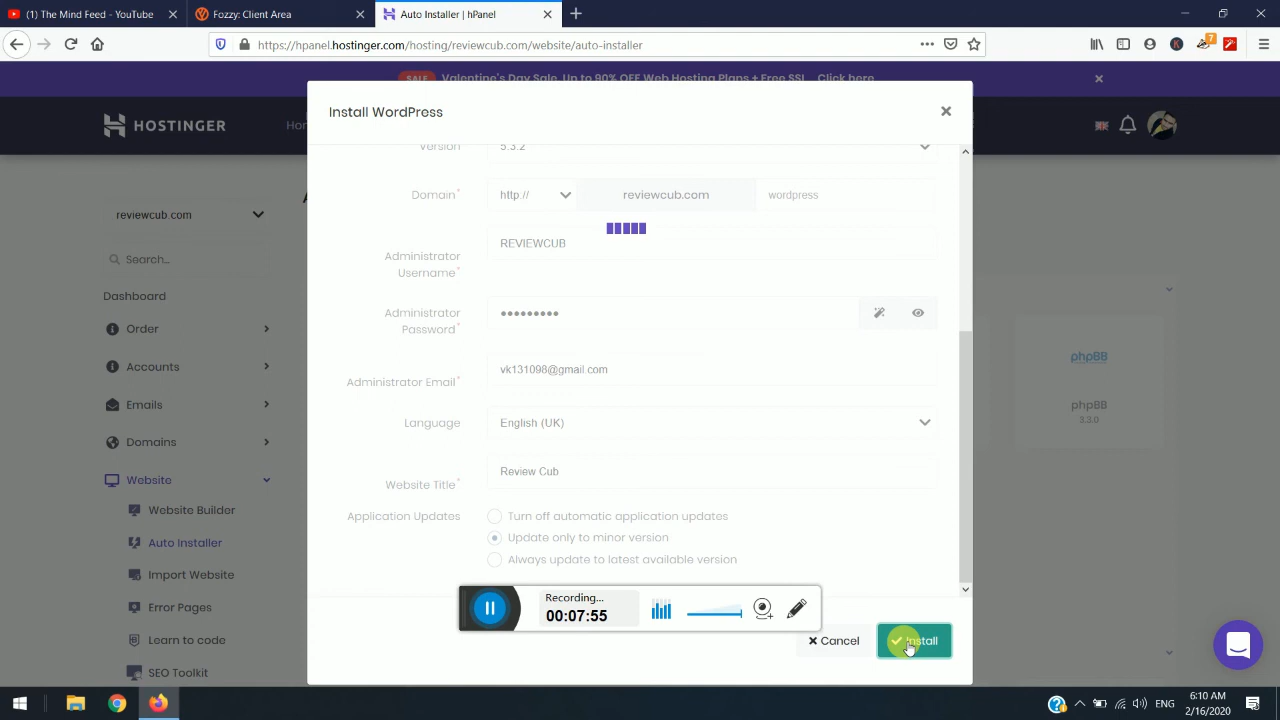 (1) The Mind Feed - YouTube
Fozzy: Client Area
Auto Installer | hPanel
https://hpanel.hostinger.com/hosting/reviewcub.com/website/auto-installer
7
SALE Valentine's Day Sale. Up to 90% OFF Web Hosting Plans + Free SSL Click here
HOSTINGER
Hor
Install WordPress
Version
5.3.2
Domain*
http://
reviewcub.com
wordpress
Administrator
Username*
REVIEWCUB
Administrator
Password*
Administrator Email*
vk131098@gmail.com
Language
English (UK)
Website Title*
Review Cub
Application Updates
Turn off automatic application updates
Update only to minor version
Always update to latest available version
Recording...
00:07:55
Cancel
Install
reviewcub.com
Search...
Dashboard
Order
Accounts
Emails
Domains
Website
Website Builder
Auto Installer
Import Website
Error Pages
Learn to code
SEO Toolkit
phpBB
phpBB
3.3.0
ENG
6:10 AM
2/16/2020